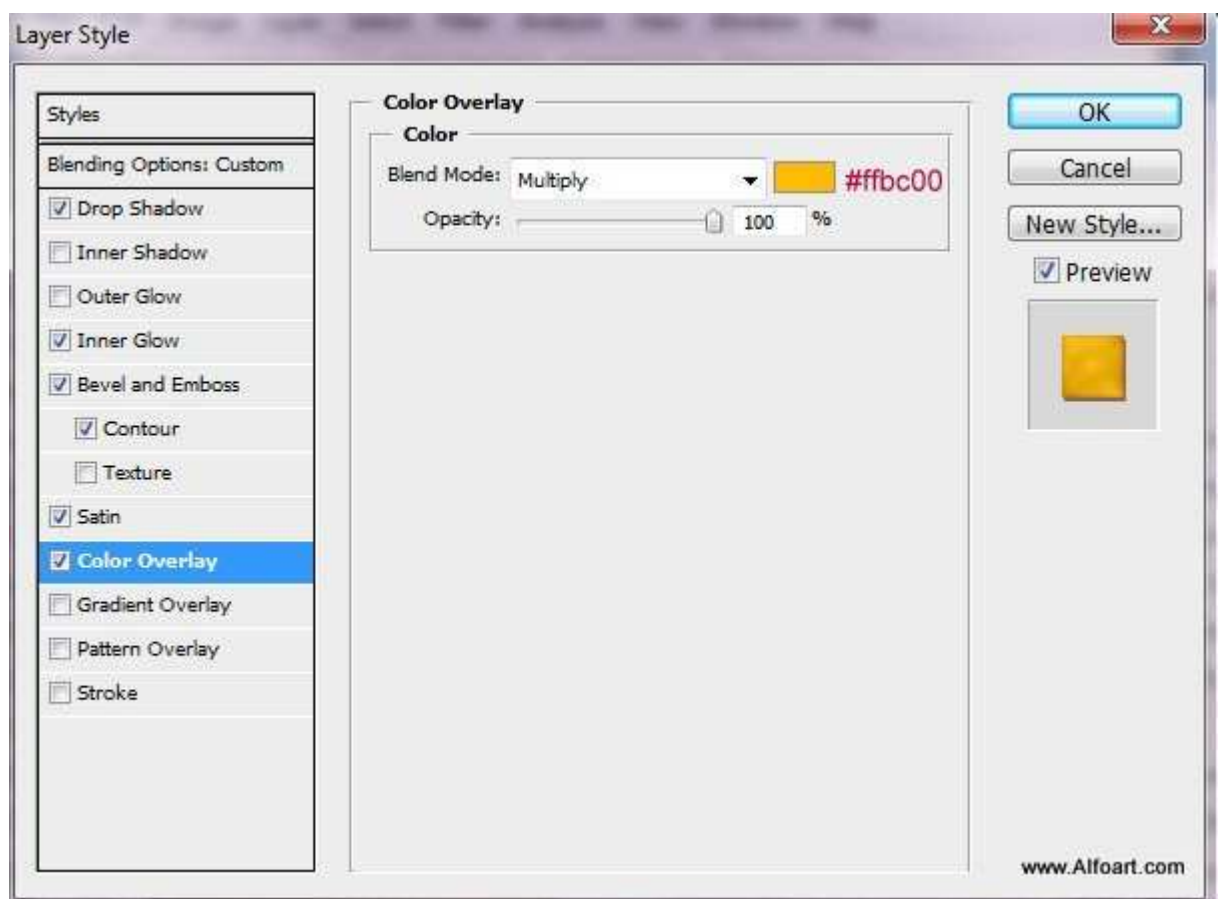 Layer Style
Styles
Blending Options: Custom
Drop Shadow
Inner Shadow
Outer Glow
Inner Glow
Bevel and Emboss
Contour
Texture
Satin
Color Overlay
Gradient Overlay
Pattern Overlay
Stroke
Color Overlay
Color
Blend Mode: Multiply #ffbc00
Opacity: 100 %
OK
Cancel
New Style...
Preview
www.Alfoart.com